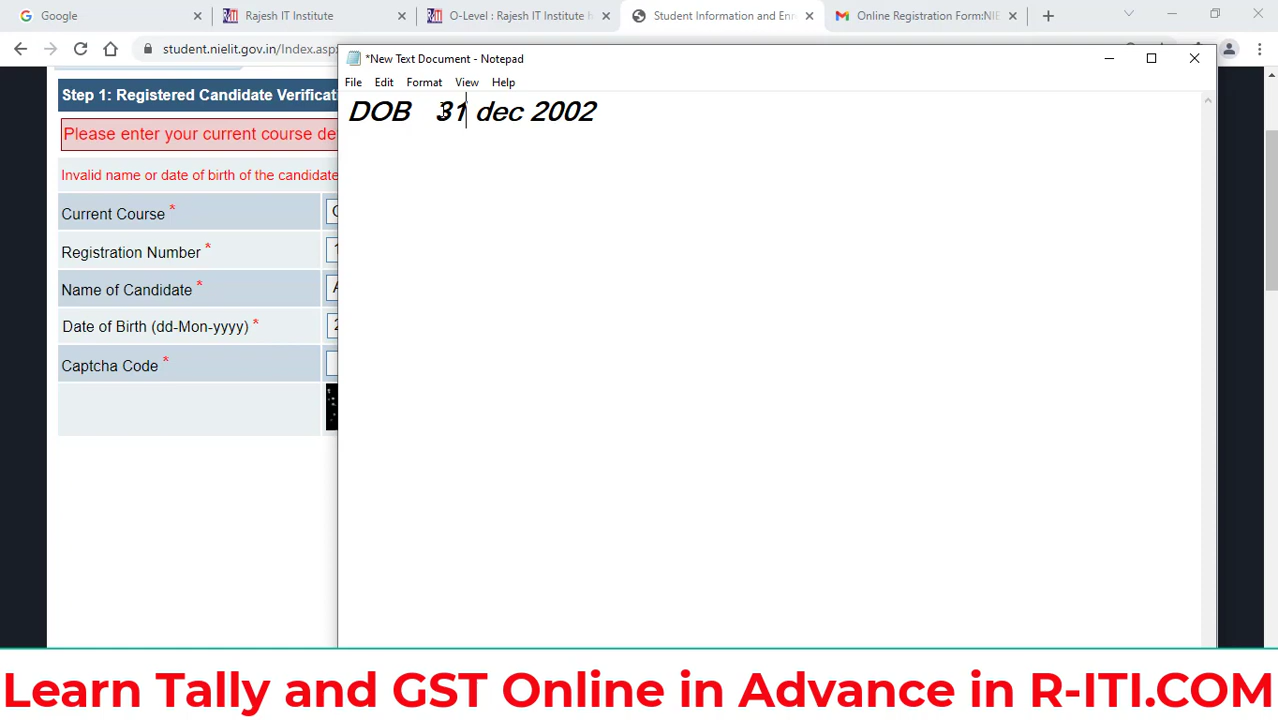 Google
Rajesh IT Institute
O-Level : Rajesh IT Institute h
Student Information and Enr
Online Registration Form:NIE
student.nielit.gov.in/Index.asp
*New Text Document - Notepad
File Edit Format View Help
DOB 31 dec 2002
Step 1: Registered Candidate Verificati
Please enter your current course de
Invalid name or date of birth of the candidate
Current Course *
Registration Number *
Name of Candidate *
Date of Birth (dd-Mon-yyyy) *
Captcha Code *
Learn Tally and GST Online in Advance in R-ITI.COM